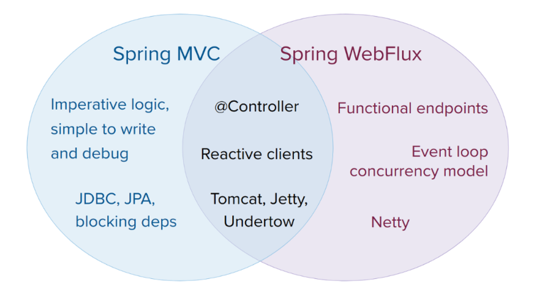 Spring MVC
Spring WebFlux
Imperative logic,
simple to write
and debug
JDBC, JPA,
blocking deps
@Controller
Reactive clients
Tomcat, Jetty,
Undertow
Functional endpoints
Event loop
concurrency model
Netty